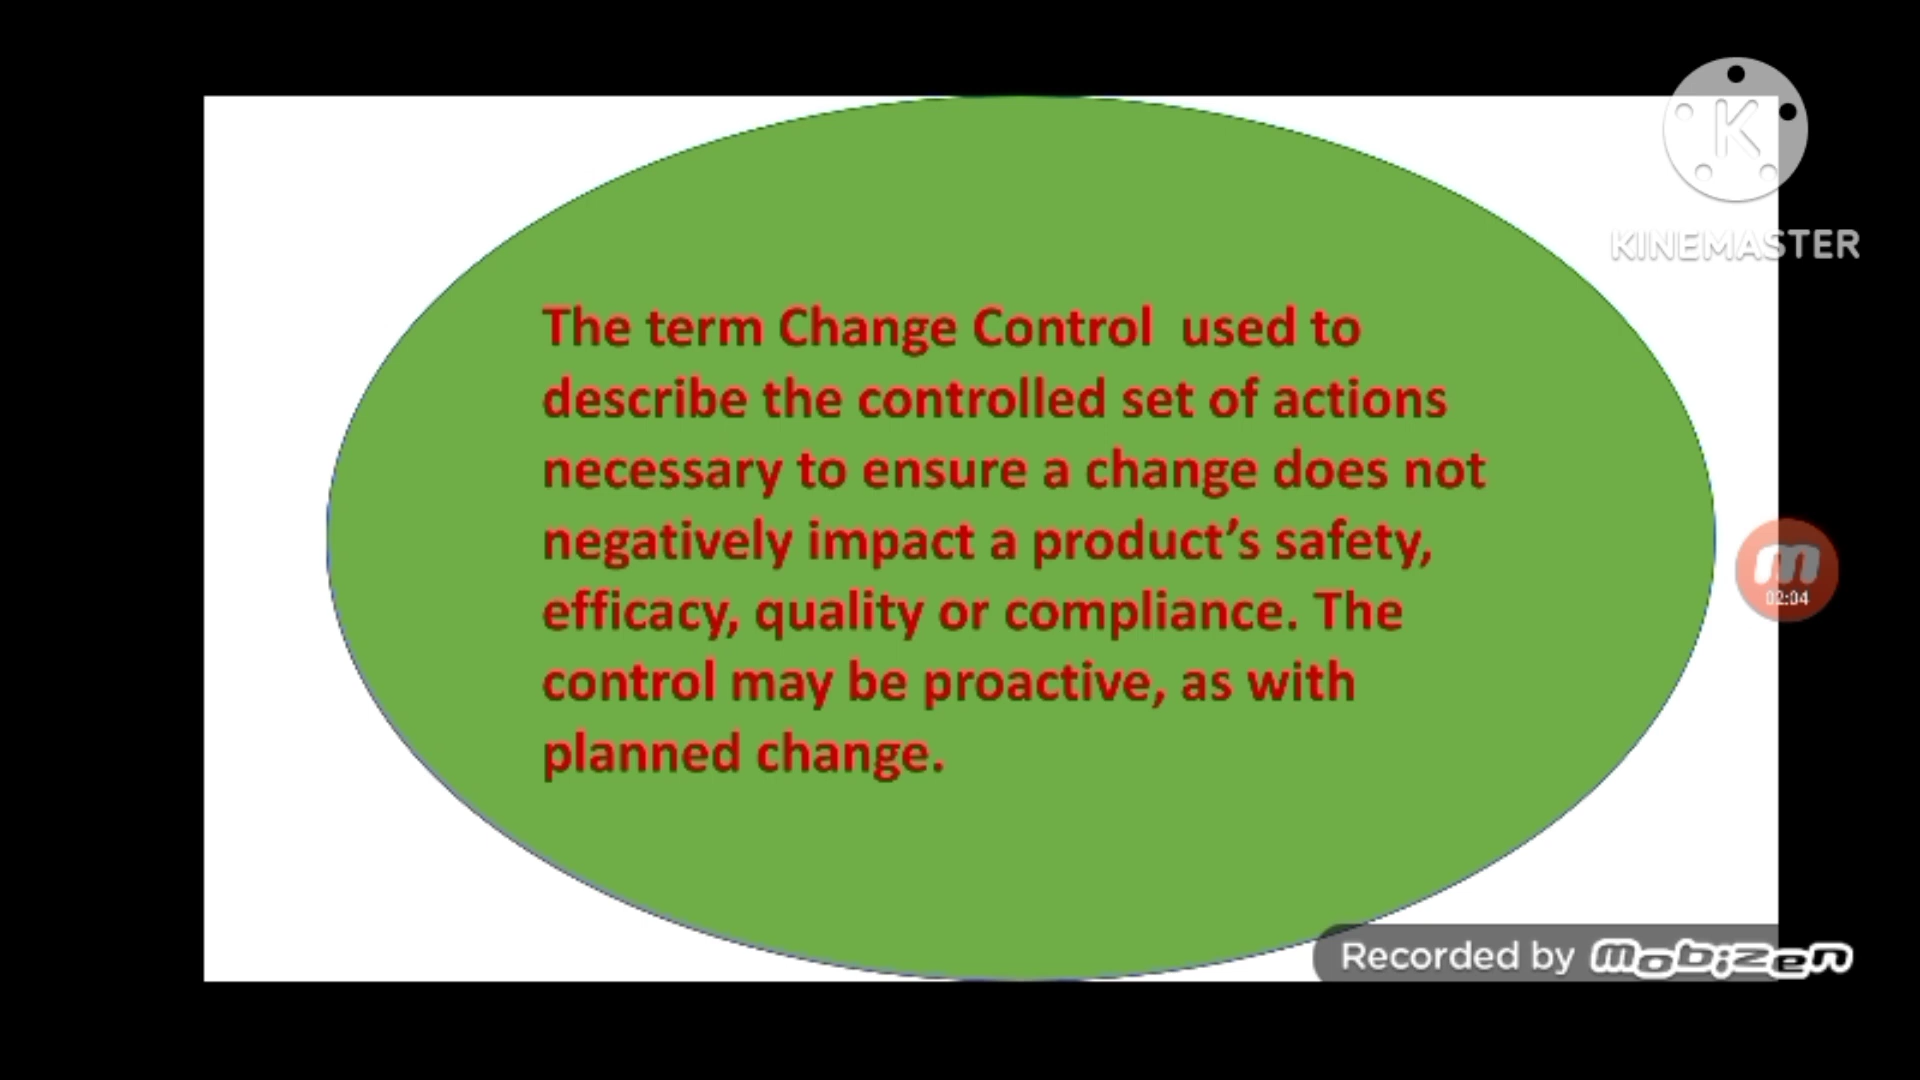 K
KINEMASTER
The term Change Control  used to
describe the controlled set of actions
necessary to ensure a change does not
negatively impact a product’s safety,
efficacy, quality or compliance. The
control may be proactive, as with
planned change.
m
02:04
Recorded by mobizen